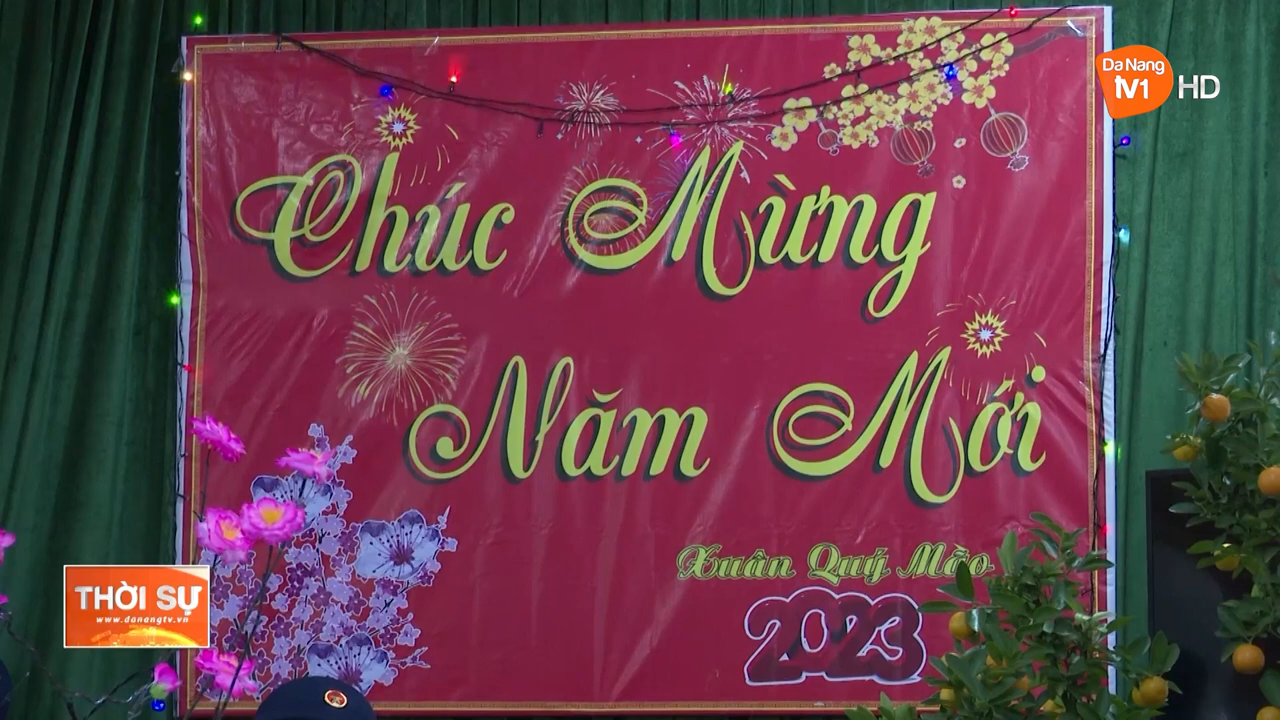 Da Nang
tv1 HD
Chúc Mừng
Năm Mới
Xuân Quý Mão
2023
THỜI SỰ
www.danangtv.vn